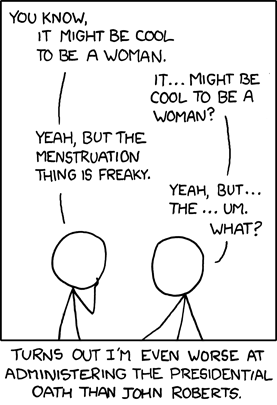 YOU KNOW,
IT MIGHT BE COOL
TO BE A WOMAN.
IT... MIGHT BE
COOL TO BE A
WOMAN?
YEAH, BUT THE
MENSTRUATION
THING IS FREAKY.
YEAH, BUT...
THE ... UM.
WHAT?
TURNS OUT I'M EVEN WORSE AT
ADMINISTERING THE PRESIDENTIAL
OATH THAN JOHN ROBERTS.